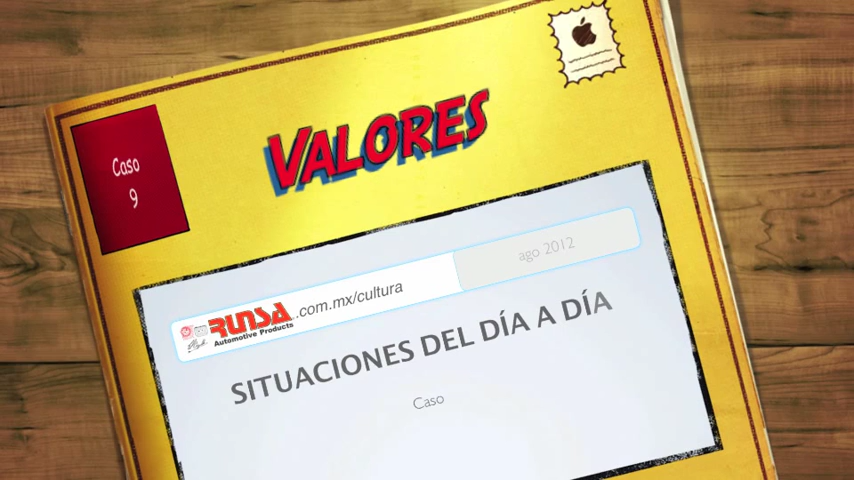 Caso
9
VALORES
ago 2012
RUNSA .com.mx/cultura
Automotive Products
SITUACIONES DEL DÍA A DÍA
Caso